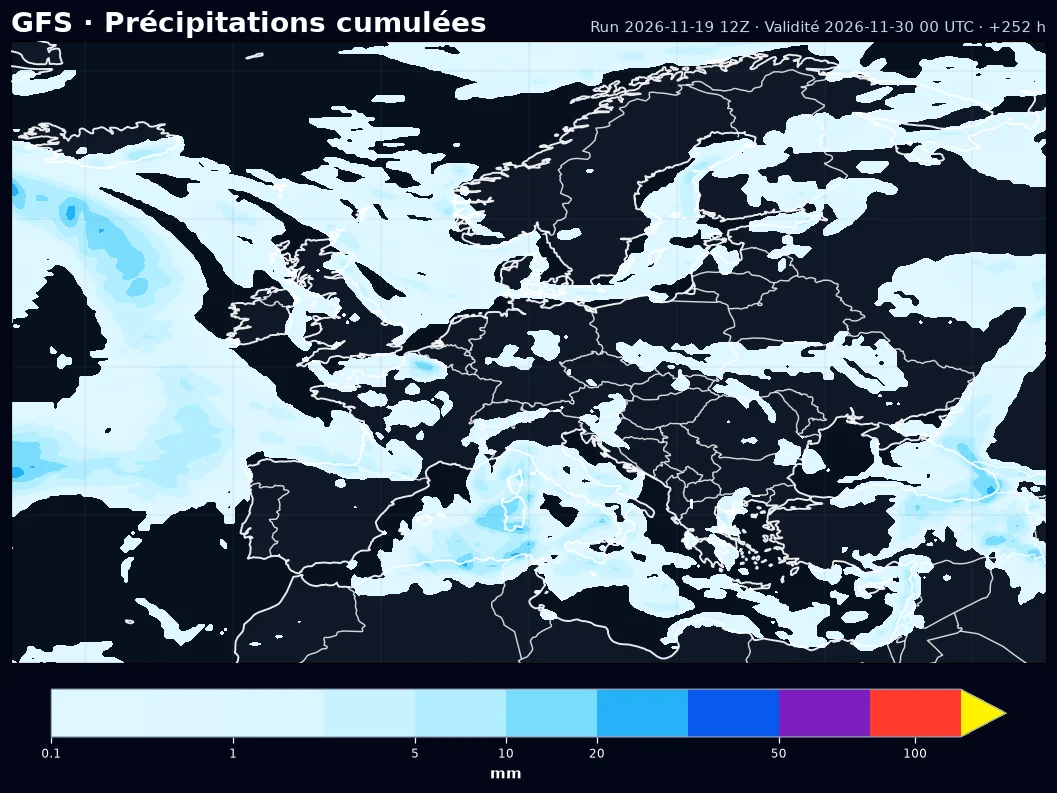 GFS · Précipitations cumulées
Run 2026-11-19 12Z · Validité 2026-11-30 00 UTC · +252 h
0.1 1 5 10 20 50 100
mm